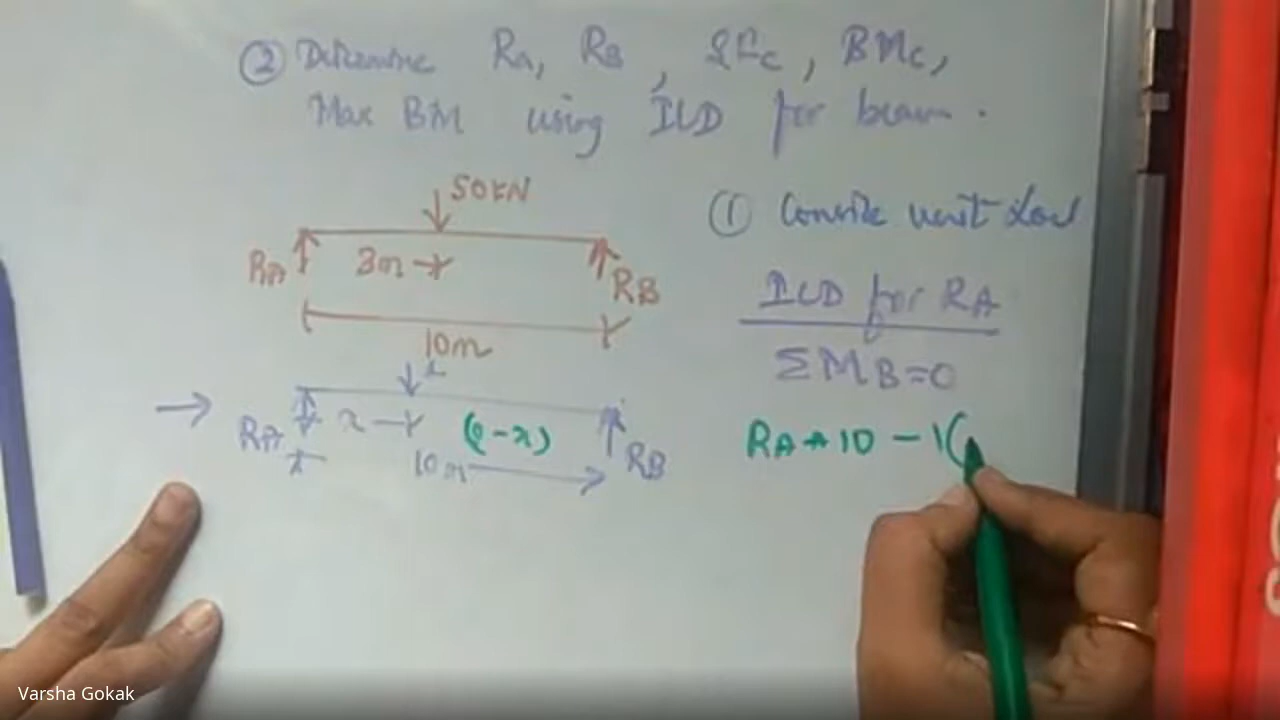 ② Determine RA, RB, SFC, BMC,
Max BM using ILD for beam.
50kN
RA 3m RB
10m
① Consider unit load
ILD for RA
ΣMB=0
1
RA x (l-x) RB
10m
RA*10 - 1(
Varsha Gokak